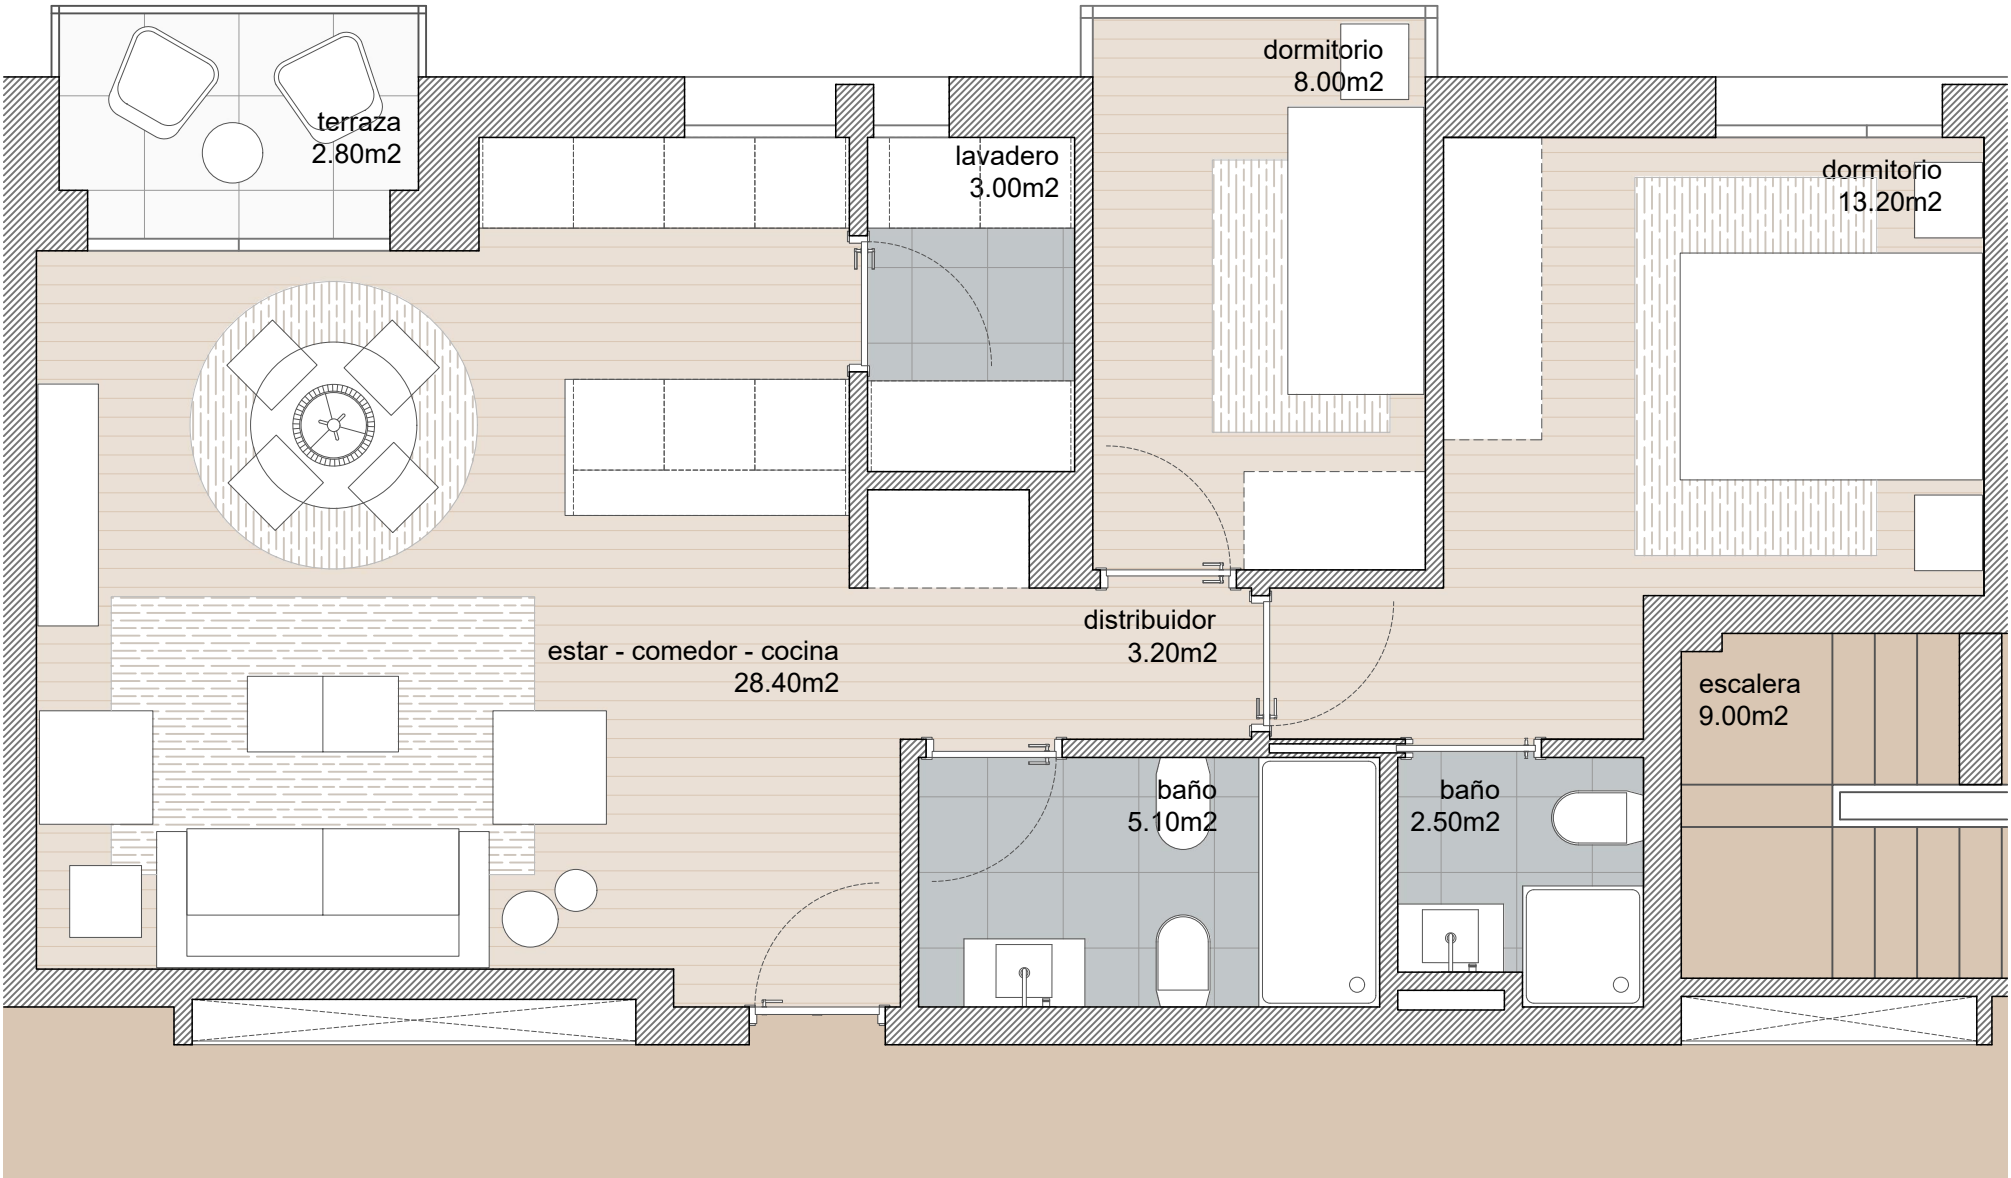 dormitorio
8.00m2
terraza
2.80m2
lavadero
3.00m2
dormitorio
13.20m2
distribuidor
3.20m2
estar - comedor - cocina
28.40m2
escalera
9.00m2
baño
5.10m2
baño
2.50m2